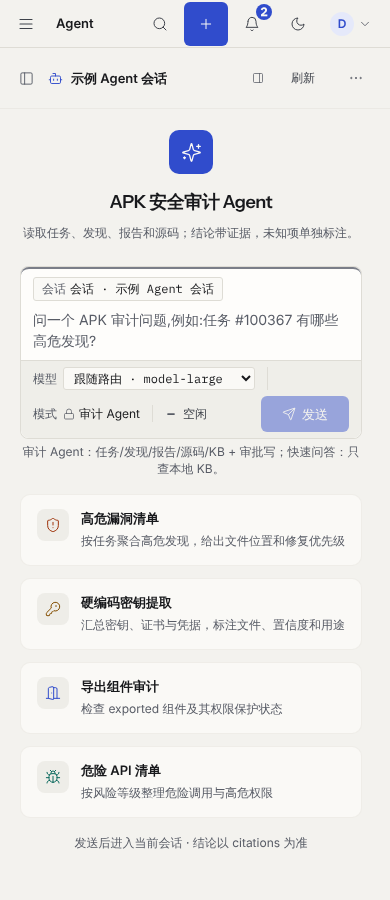 Agent
2
D
示例 Agent 会话
刷新
APK 安全审计 Agent
读取任务、发现、报告和源码；结论带证据，未知项单独标注。
会话 会话 · 示例 Agent 会话
问一个 APK 审计问题,例如:任务 #100367 有哪些
高危发现?
模型 跟随路由 · model-large
模式 审计 Agent 空闲 发送
审计 Agent：任务/发现/报告/源码/KB + 审批写；快速问答：只
查本地 KB。
高危漏洞清单
按任务聚合高危发现，给出文件位置和修复优先级
硬编码密钥提取
汇总密钥、证书与凭据，标注文件、置信度和用途
导出组件审计
检查 exported 组件及其权限保护状态
危险 API 清单
按风险等级整理危险调用与高危权限
发送后进入当前会话 · 结论以 citations 为准